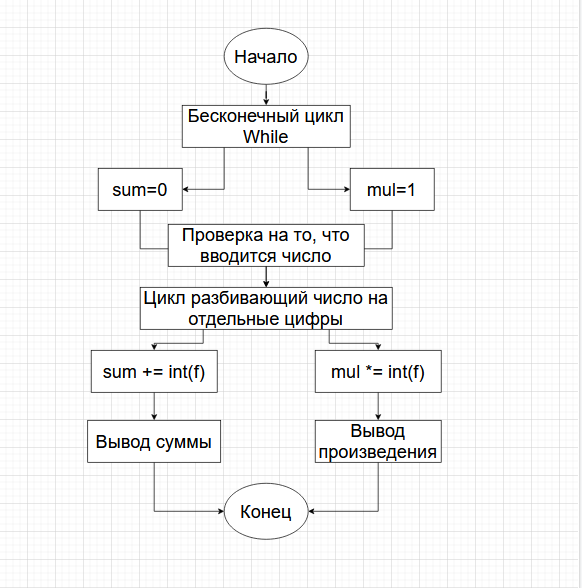 Начало
Бесконечный цикл
While
sum=0
mul=1
Проверка на то, что
вводится число
Цикл разбивающий число на
отдельные цифры
sum += int(f)
mul *= int(f)
Вывод суммы
Вывод
произведения
Конец